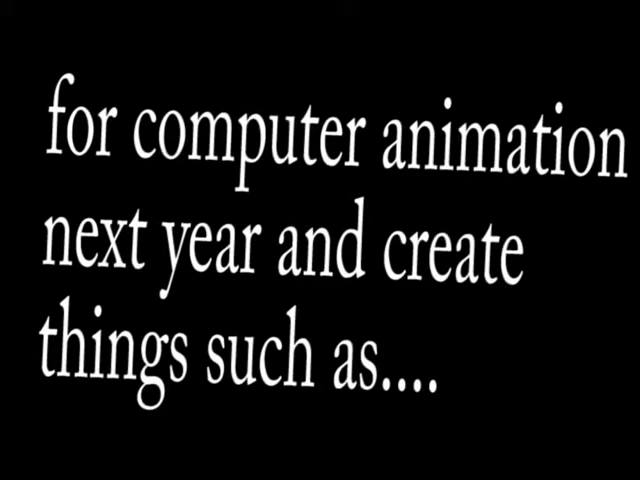 for computer animation
next year and create
things such as....